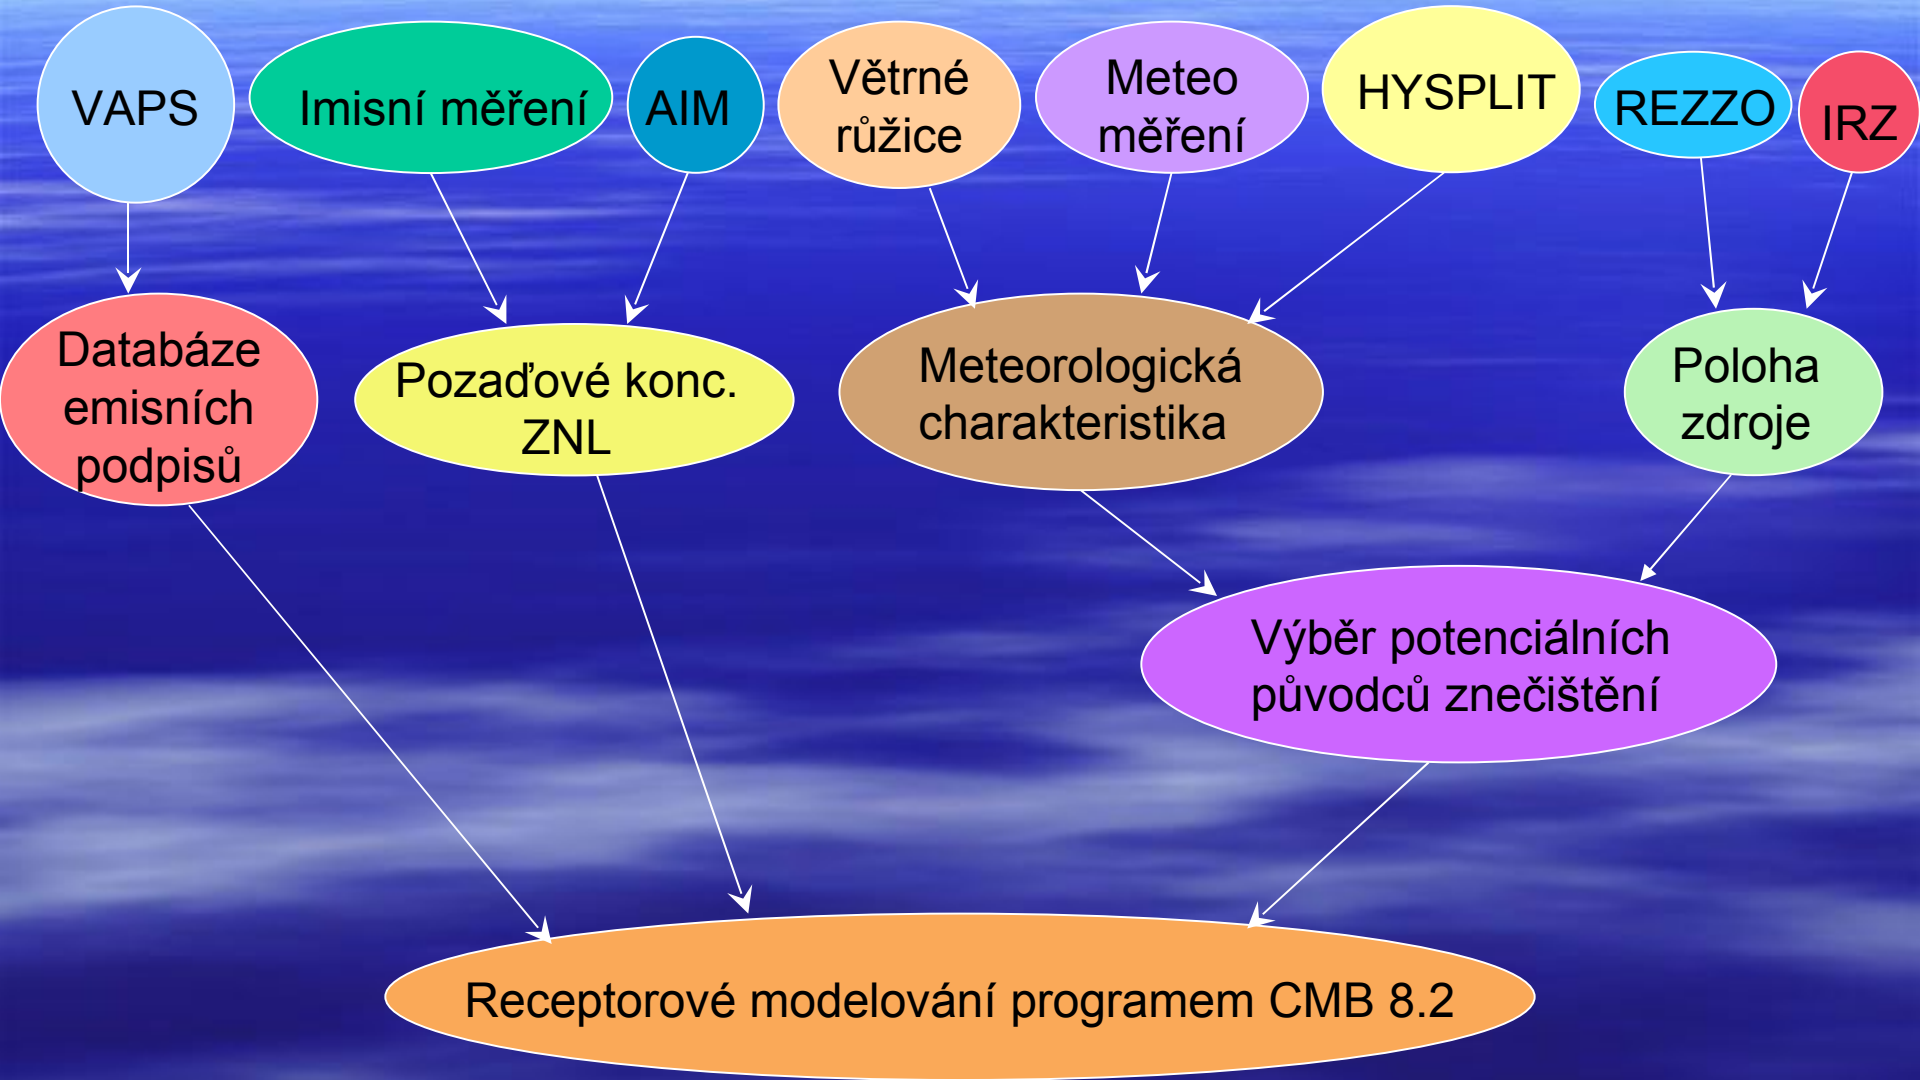 VAPS
Imisní měření
AIM
Větrné
růžice
Meteo
měření
HYSPLIT
REZZO
IRZ
Databáze
emisních
podpisů
Pozaďové konc.
ZNL
Meteorologická
charakteristika
Poloha
zdroje
Výběr potenciálních
původců znečištění
Receptorové modelování programem CMB 8.2